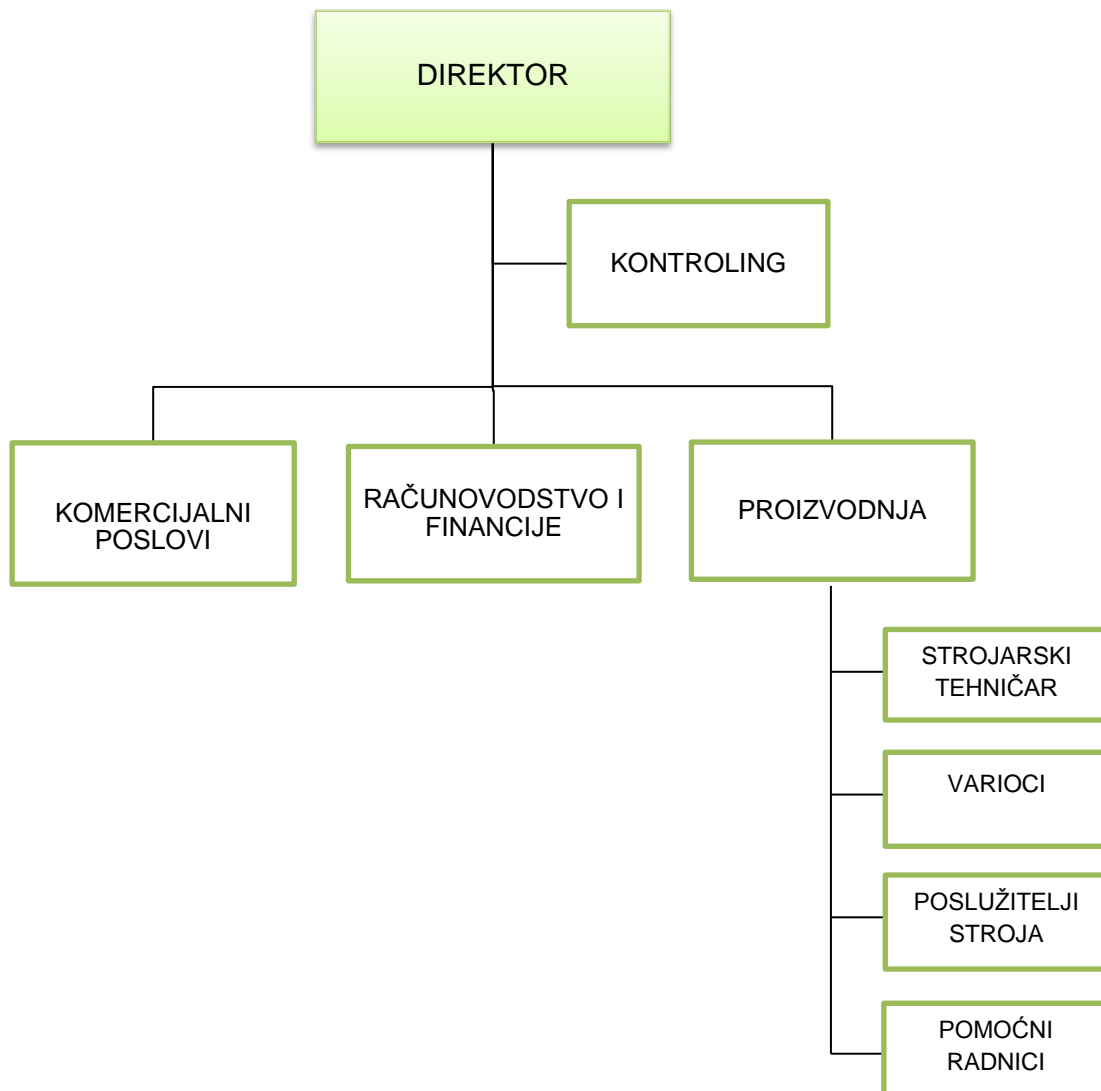 DIREKTOR
KONTROLING
KOMERCIJALNI
POSLOVI
RAČUNOVODSTVO I
FINANCIJE
PROIZVODNJA
STROJARSKI
TEHNIČAR
VARIOCI
POSLUŽITELJI
STROJA
POMOĆNI
RADNICI